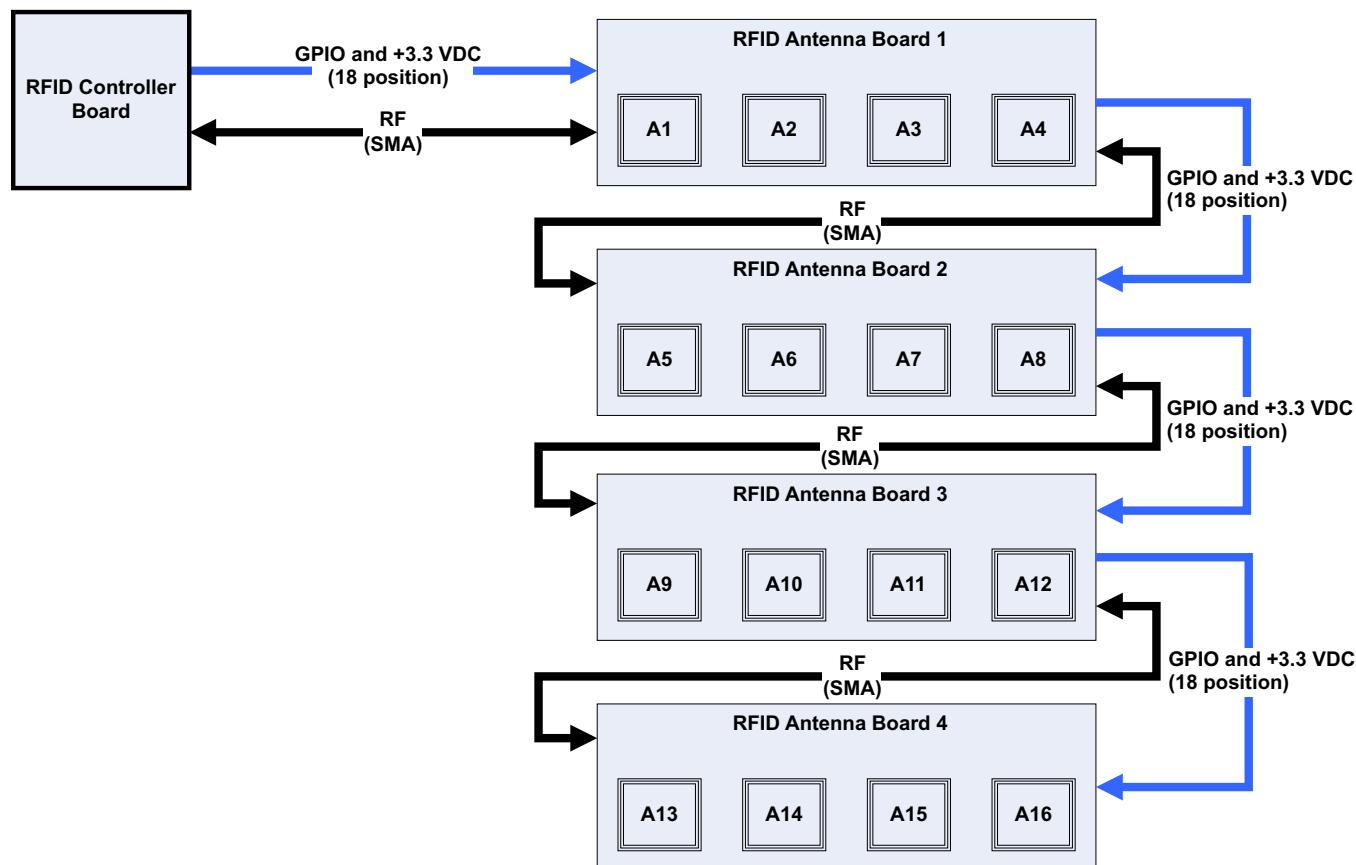 RFID Controller
Board
GPIO and +3.3 VDC
(18 position)
RF
(SMA)
RFID Antenna Board 1
A1
A2
A3
A4
GPIO and +3.3 VDC
(18 position)
RF
(SMA)
RFID Antenna Board 2
A5
A6
A7
A8
GPIO and +3.3 VDC
(18 position)
RF
(SMA)
RFID Antenna Board 3
A9
A10
A11
A12
GPIO and +3.3 VDC
(18 position)
RF
(SMA)
RFID Antenna Board 4
A13
A14
A15
A16